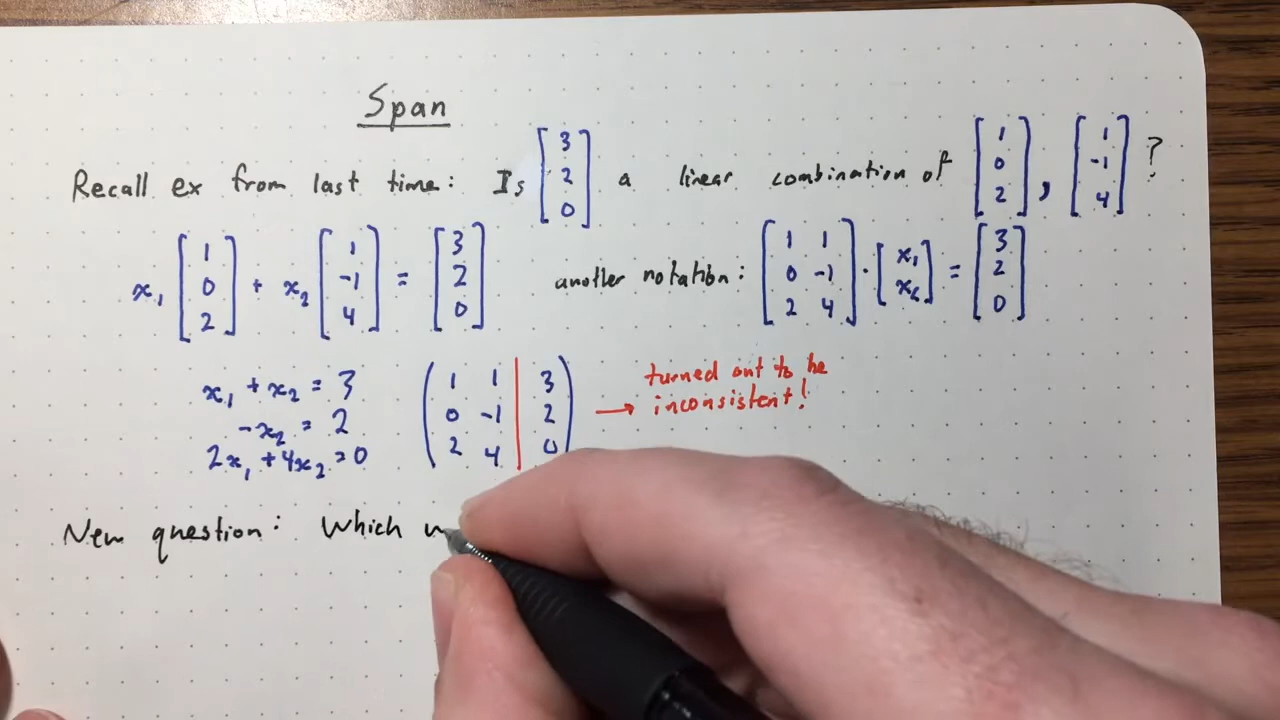 Span
Recall ex from last time: Is [3 2 0] a linear combination of [1 0 2], [1 -1 4]?
x₁ [1 0 2] + x₂ [1 -1 4] = [3 2 0]
another notation: [1 1 0 -1 2 4] · [x₁ x₂] = [3 2 0]
x₁ + x₂ = 3
-x₂ = 2
2x₁ + 4x₂ = 0
(1 1 | 3
0 -1 | 2
2 4 | 0)
→ turned out to be
inconsistent!
New question: Which